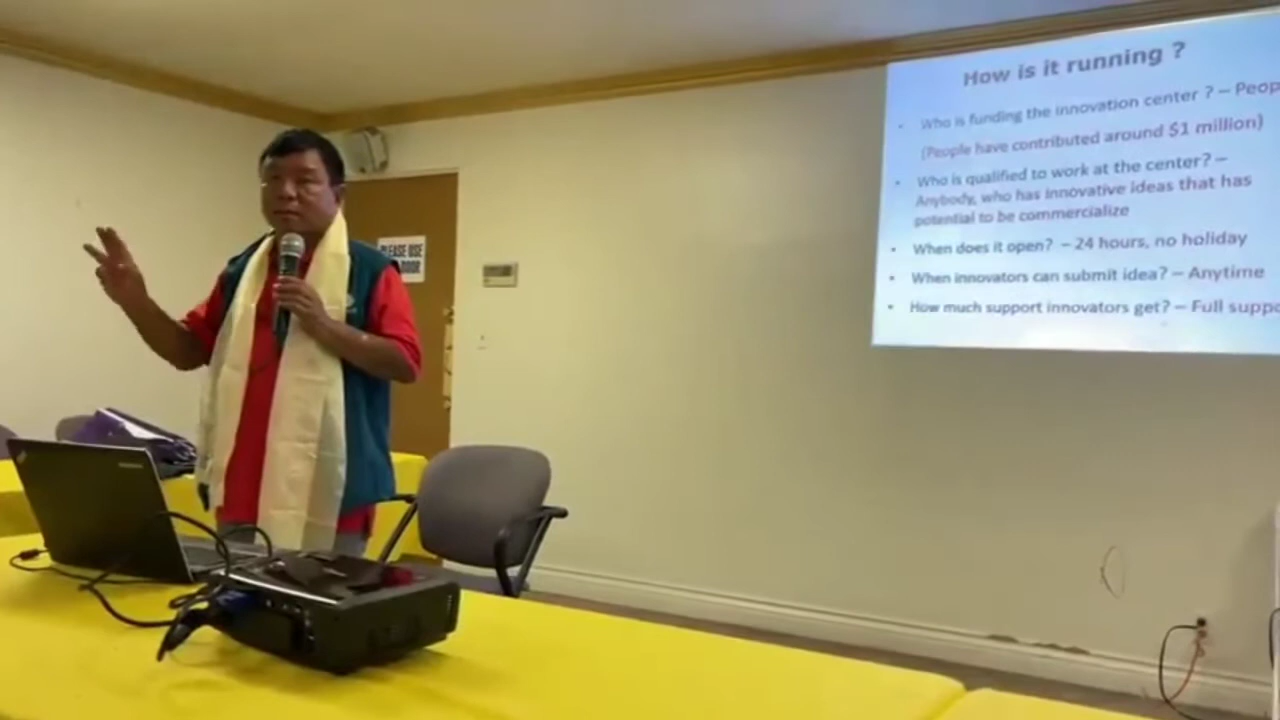 How is it running ?
• Who is funding the innovation center ? – Peop
(People have contributed around $1 million)
• Who is qualified to work at the center? –
Anybody, who has innovative ideas that has
potential to be commercialize
• When does it open? – 24 hours, no holiday
• When innovators can submit idea? – Anytime
• How much support innovators get? – Full suppo
PLEASE USE
DOOR